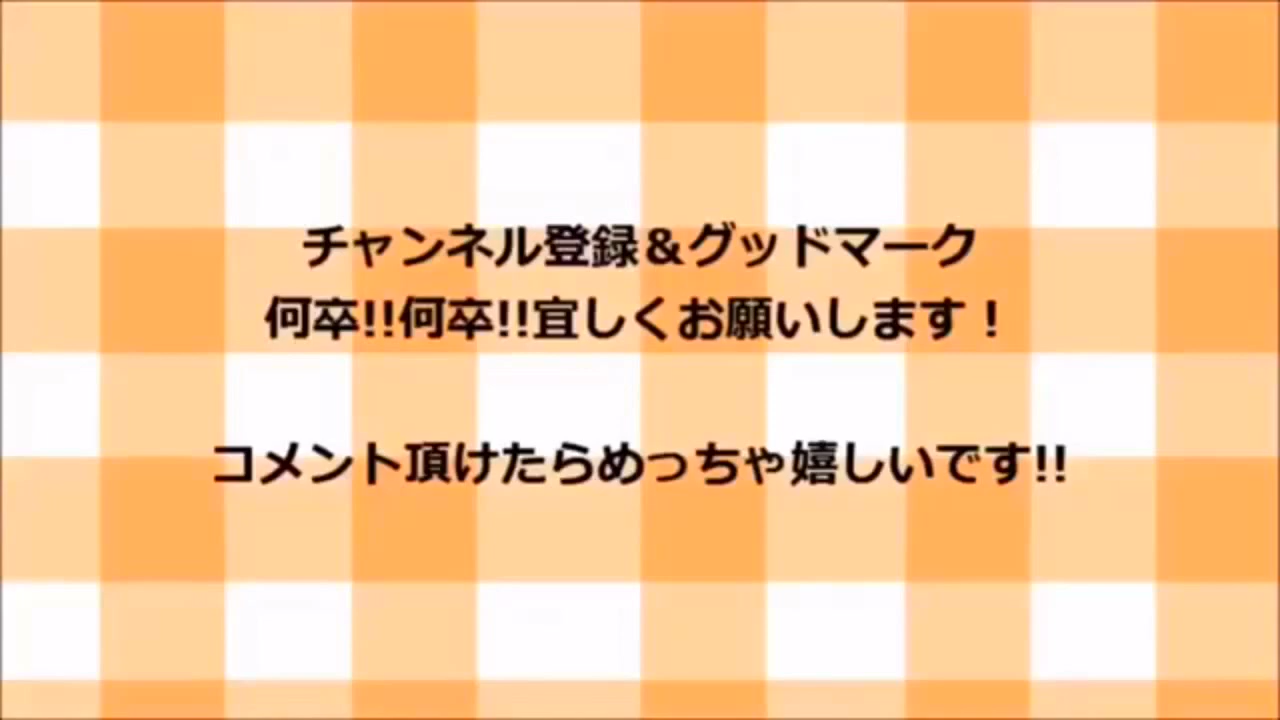 チャンネル登録＆グッドマーク
何卒!!何卒!!宜しくお願いします！
コメント頂けたらめっちゃ嬉しいです!!